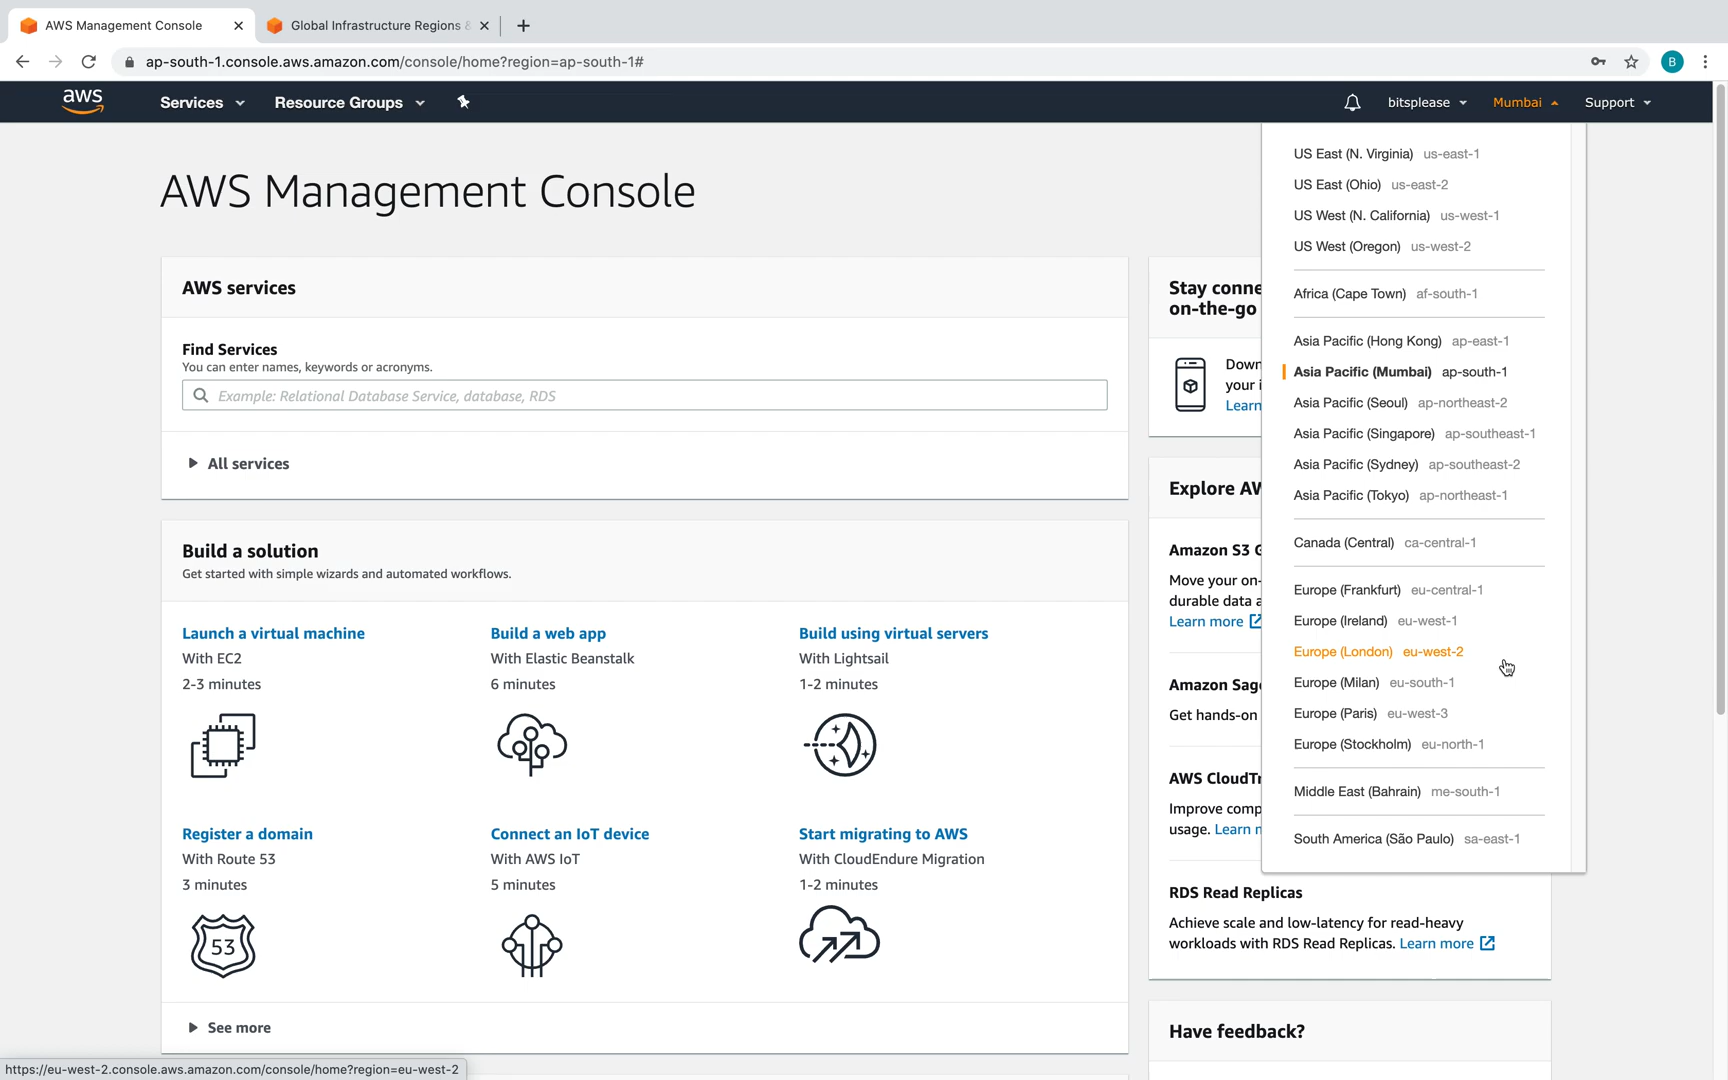 AWS Management Console
Global Infrastructure Regions &
ap-south-1.console.aws.amazon.com/console/home?region=ap-south-1#
B
aws
Services
Resource Groups
bitsplease
Mumbai
Support
AWS Management Console
AWS services
Find Services
You can enter names, keywords or acronyms.
Example: Relational Database Service, database, RDS
All services
Build a solution
Get started with simple wizards and automated workflows.
Launch a virtual machine
With EC2
2-3 minutes
Build a web app
With Elastic Beanstalk
6 minutes
Build using virtual servers
With Lightsail
1-2 minutes
Register a domain
With Route 53
3 minutes
53
Connect an IoT device
With AWS IoT
5 minutes
Start migrating to AWS
With CloudEndure Migration
1-2 minutes
See more
Stay conne
on-the-go
Down
your i
Learn
Explore AW
Amazon S3 G
Move your on-
durable data a
Learn more
Amazon Sage
Get hands-on
AWS CloudTr
Improve comp
usage. Learn m
RDS Read Replicas
Achieve scale and low-latency for read-heavy
workloads with RDS Read Replicas. Learn more
Have feedback?
US East (N. Virginia) us-east-1
US East (Ohio) us-east-2
US West (N. California) us-west-1
US West (Oregon) us-west-2
Africa (Cape Town) af-south-1
Asia Pacific (Hong Kong) ap-east-1
Asia Pacific (Mumbai) ap-south-1
Asia Pacific (Seoul) ap-northeast-2
Asia Pacific (Singapore) ap-southeast-1
Asia Pacific (Sydney) ap-southeast-2
Asia Pacific (Tokyo) ap-northeast-1
Canada (Central) ca-central-1
Europe (Frankfurt) eu-central-1
Europe (Ireland) eu-west-1
Europe (London) eu-west-2
Europe (Milan) eu-south-1
Europe (Paris) eu-west-3
Europe (Stockholm) eu-north-1
Middle East (Bahrain) me-south-1
South America (São Paulo) sa-east-1
https://eu-west-2.console.aws.amazon.com/console/home?region=eu-west-2